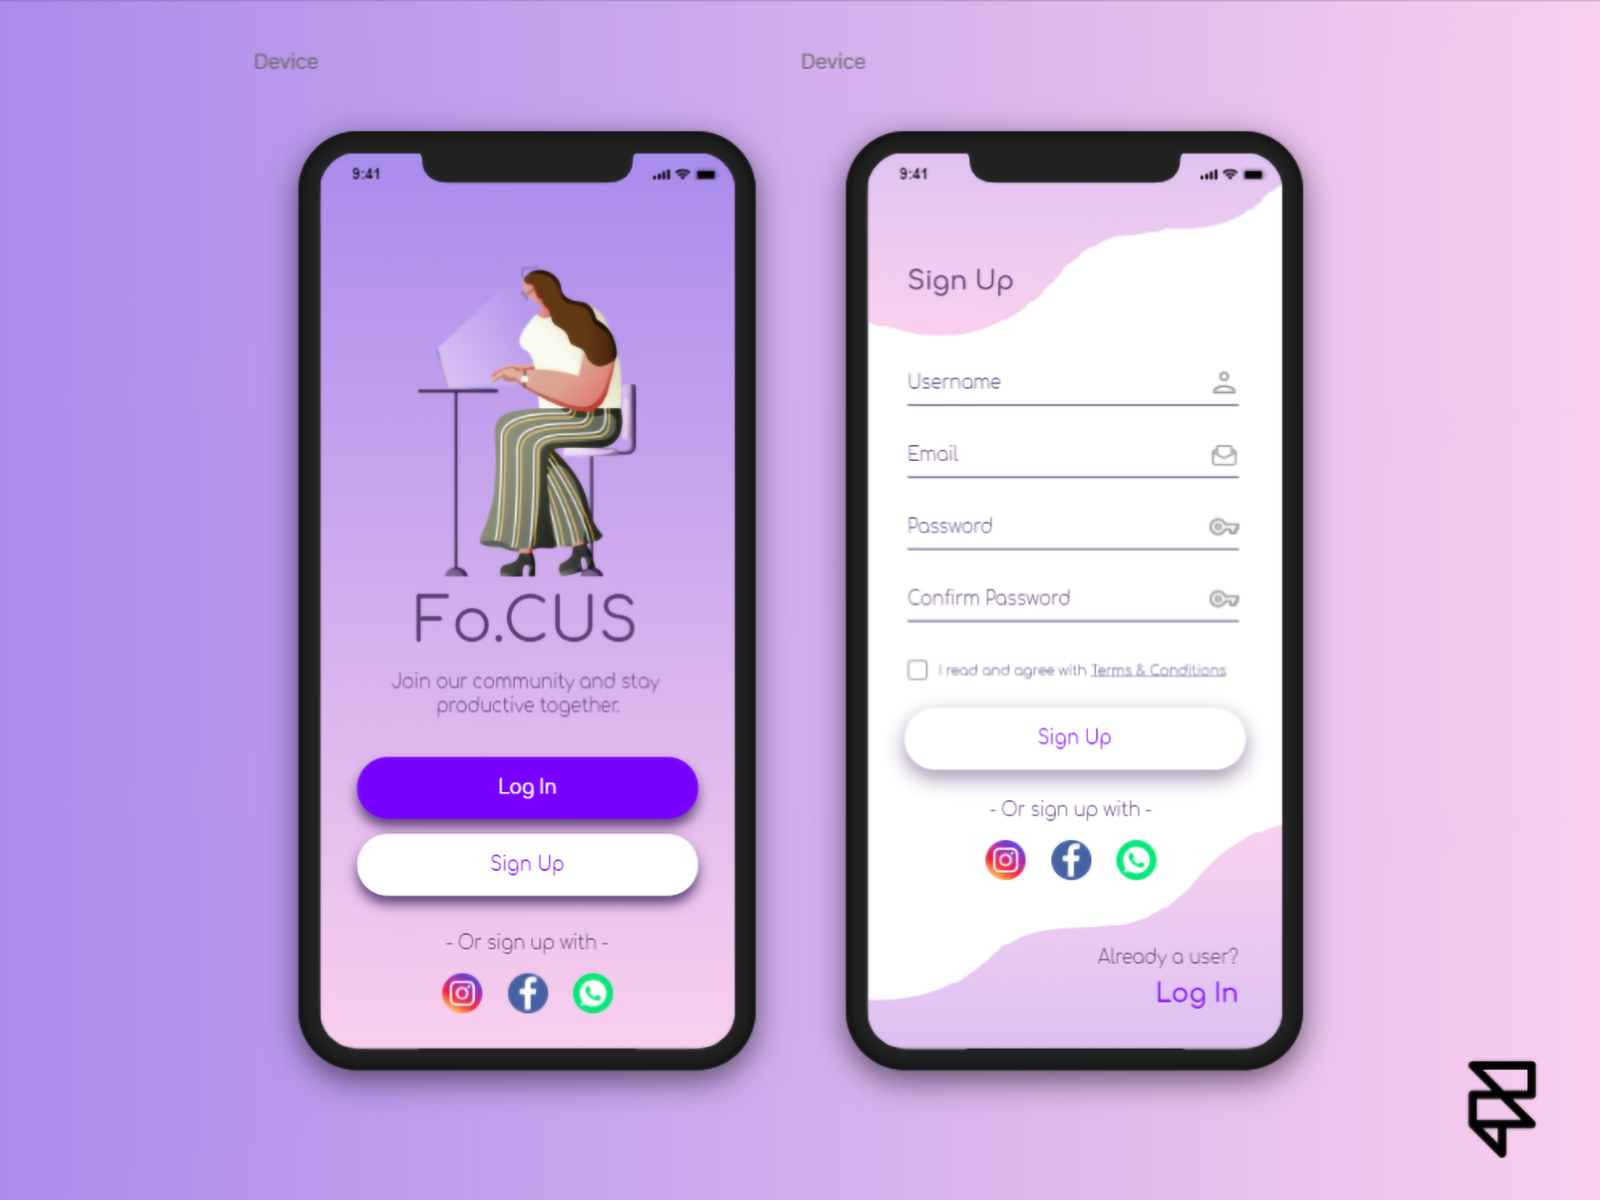 Device
9:41
Fo.CUS
Join our community and stay
productive together.
Log In
Sign Up
- Or sign up with -
Device
9:41
Sign Up
Username
Email
Password
Confirm Password
I read and agree with Terms & Conditions
Sign Up
- Or sign up with -
Already a user?
Log In